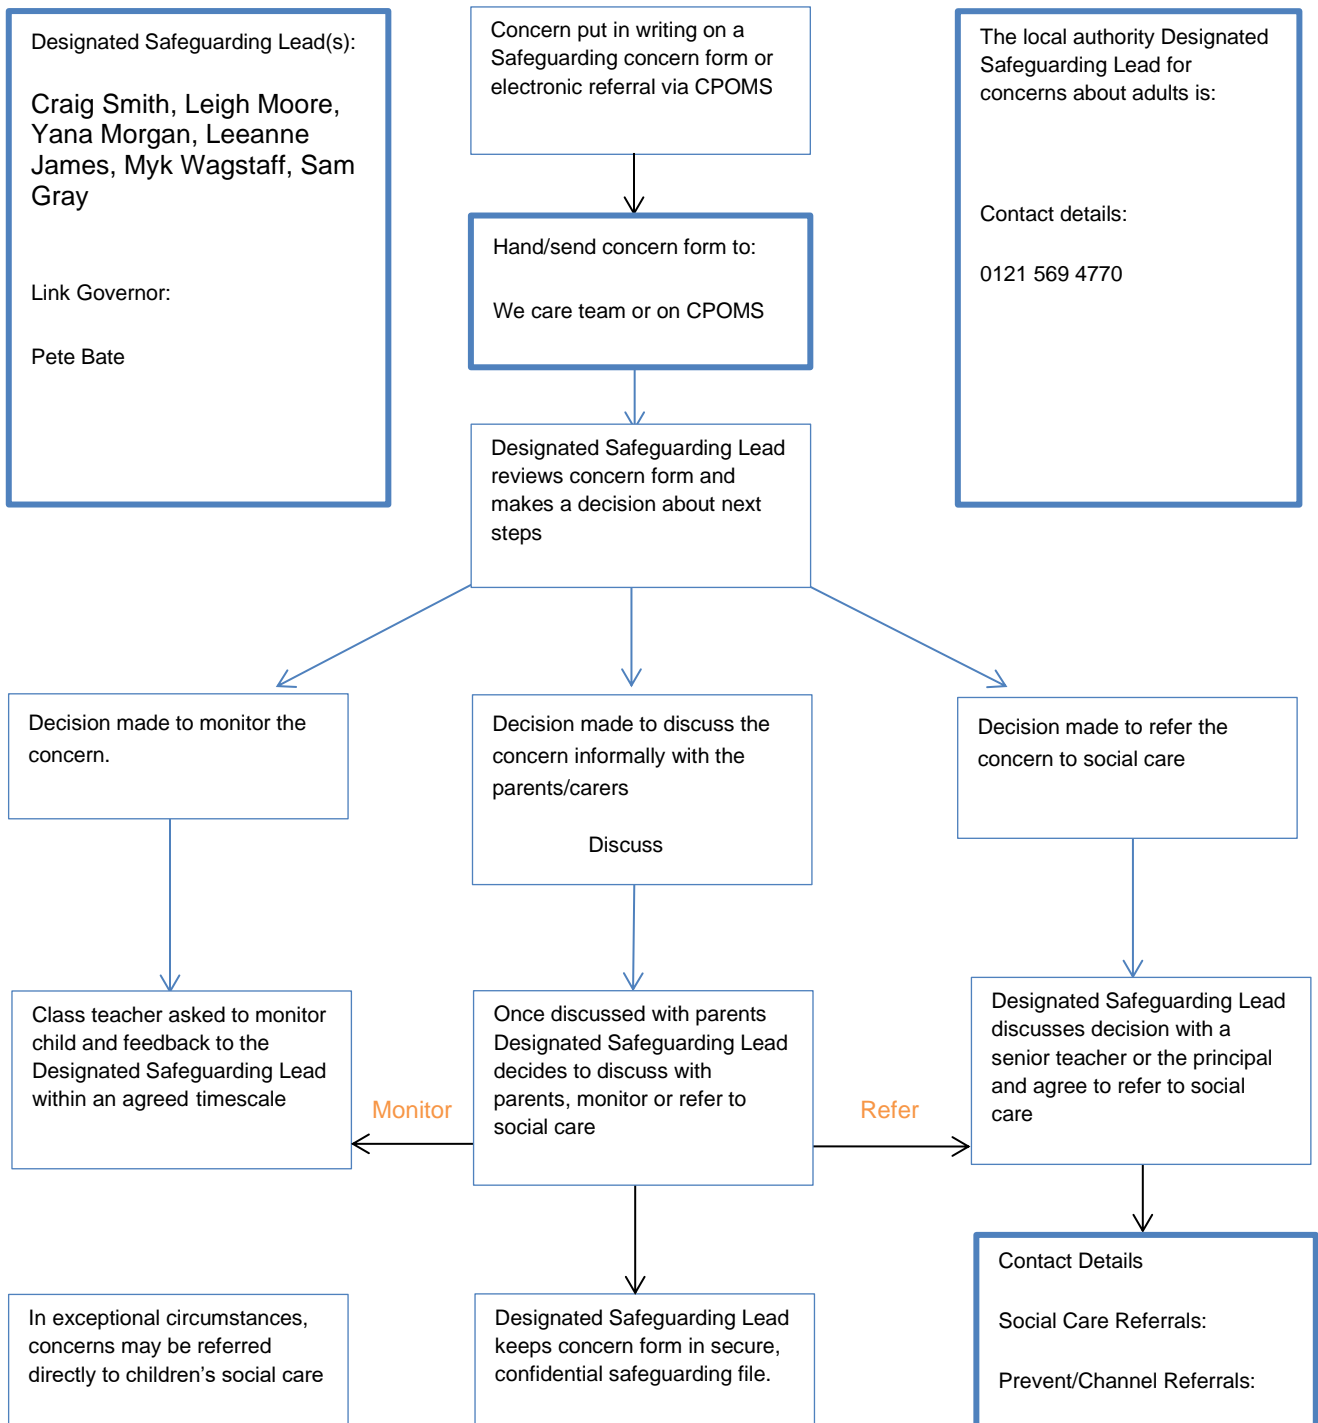 Designated Safeguarding Lead(s):
Craig Smith, Leigh Moore,
Yana Morgan, Leeanne
James, Myk Wagstaff, Sam
Gray
Link Governor:
Pete Bate
Concern put in writing on a
Safeguarding concern form or
electronic referral via CPOMS
The local authority Designated
Safeguarding Lead for
concerns about adults is:
Contact details:
0121 569 4770
Hand/send concern form to:
We care team or on CPOMS
Designated Safeguarding Lead
reviews concern form and
makes a decision about next
steps
Decision made to monitor the
concern.
Decision made to discuss the
concern informally with the
parents/carers
Discuss
Decision made to refer the
concern to social care
Class teacher asked to monitor
child and feedback to the
Designated Safeguarding Lead
within an agreed timescale
Monitor
Once discussed with parents
Designated Safeguarding Lead
decides to discuss with
parents, monitor or refer to
social care
Refer
Designated Safeguarding Lead
discusses decision with a
senior teacher or the principal
and agree to refer to social
care
In exceptional circumstances,
concerns may be referred
directly to children’s social care
Designated Safeguarding Lead
keeps concern form in secure,
confidential safeguarding file.
Contact Details
Social Care Referrals:
Prevent/Channel Referrals: